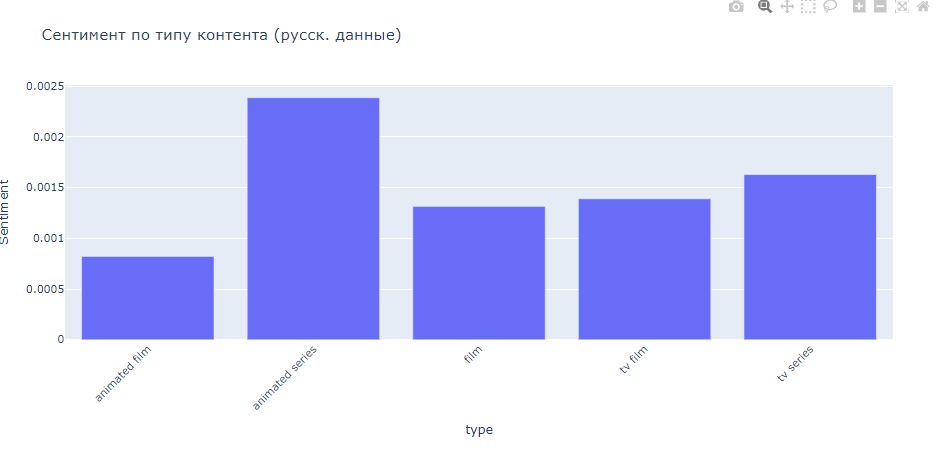 Сентимент по типу контента (русск. данные)
0.0025
0.002
0.0015
0.001
0.0005
0
Sentiment
animated film
animated series
film
tv film
tv series
type